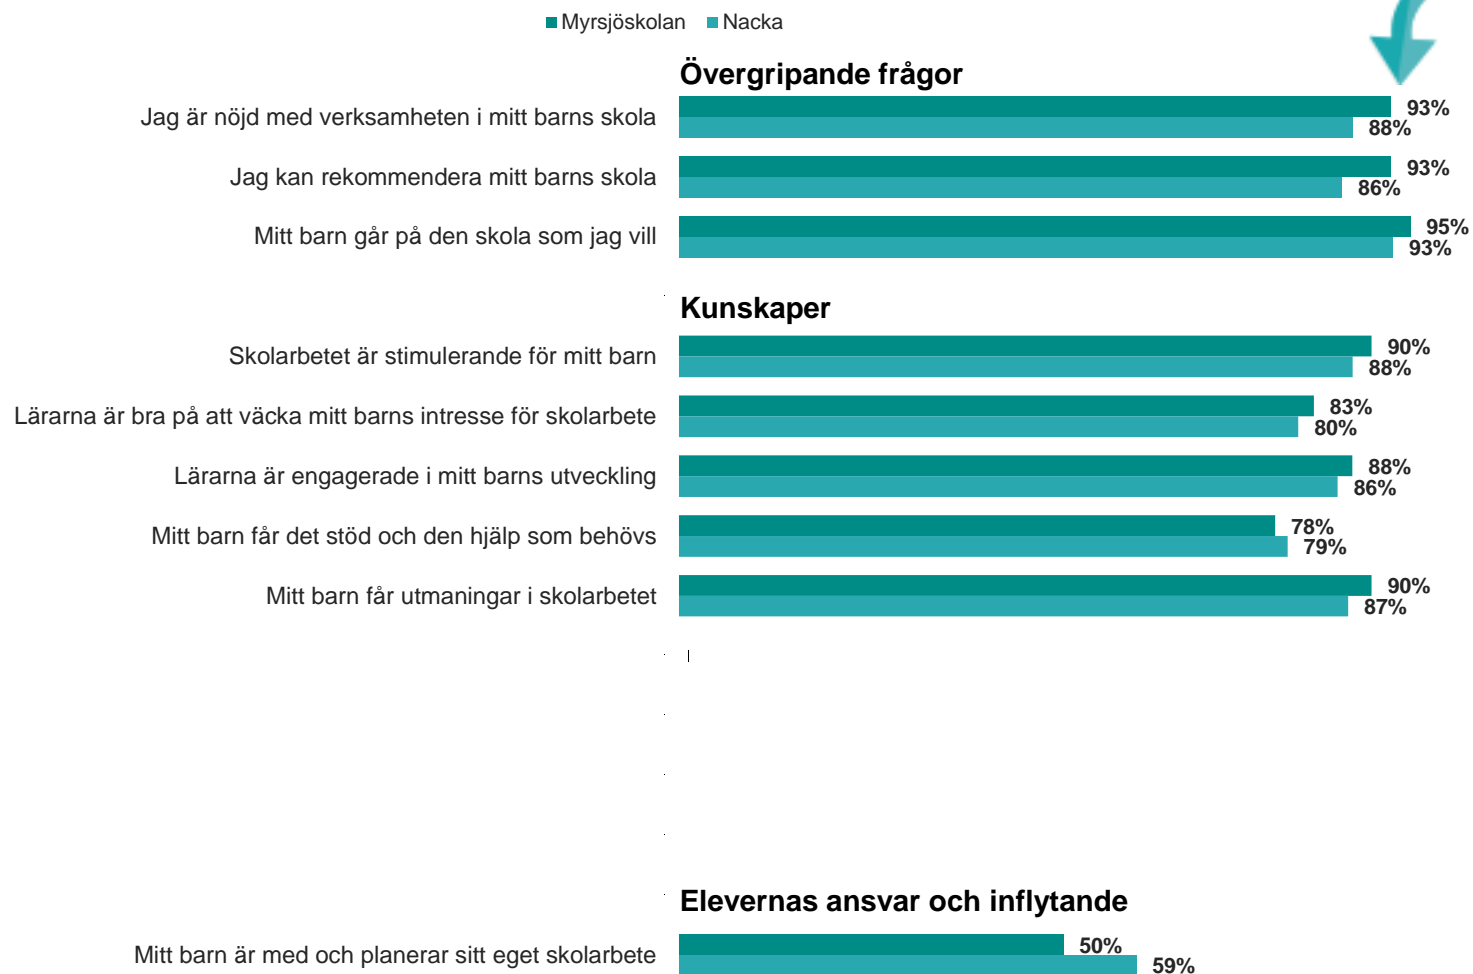 Myrsjöskolan Nacka
Övergripande frågor
Jag är nöjd med verksamheten i mitt barns skola 93%
88%
Jag kan rekommendera mitt barns skola 93%
86%
Mitt barn går på den skola som jag vill 95%
93%
Kunskaper
Skolarbetet är stimulerande för mitt barn 90%
88%
Lärarna är bra på att väcka mitt barns intresse för skolarbete 83%
80%
Lärarna är engagerade i mitt barns utveckling 88%
86%
Mitt barn får det stöd och den hjälp som behövs 78%
79%
Mitt barn får utmaningar i skolarbetet 90%
87%
Elevernas ansvar och inflytande
Mitt barn är med och planerar sitt eget skolarbete 50%
59%